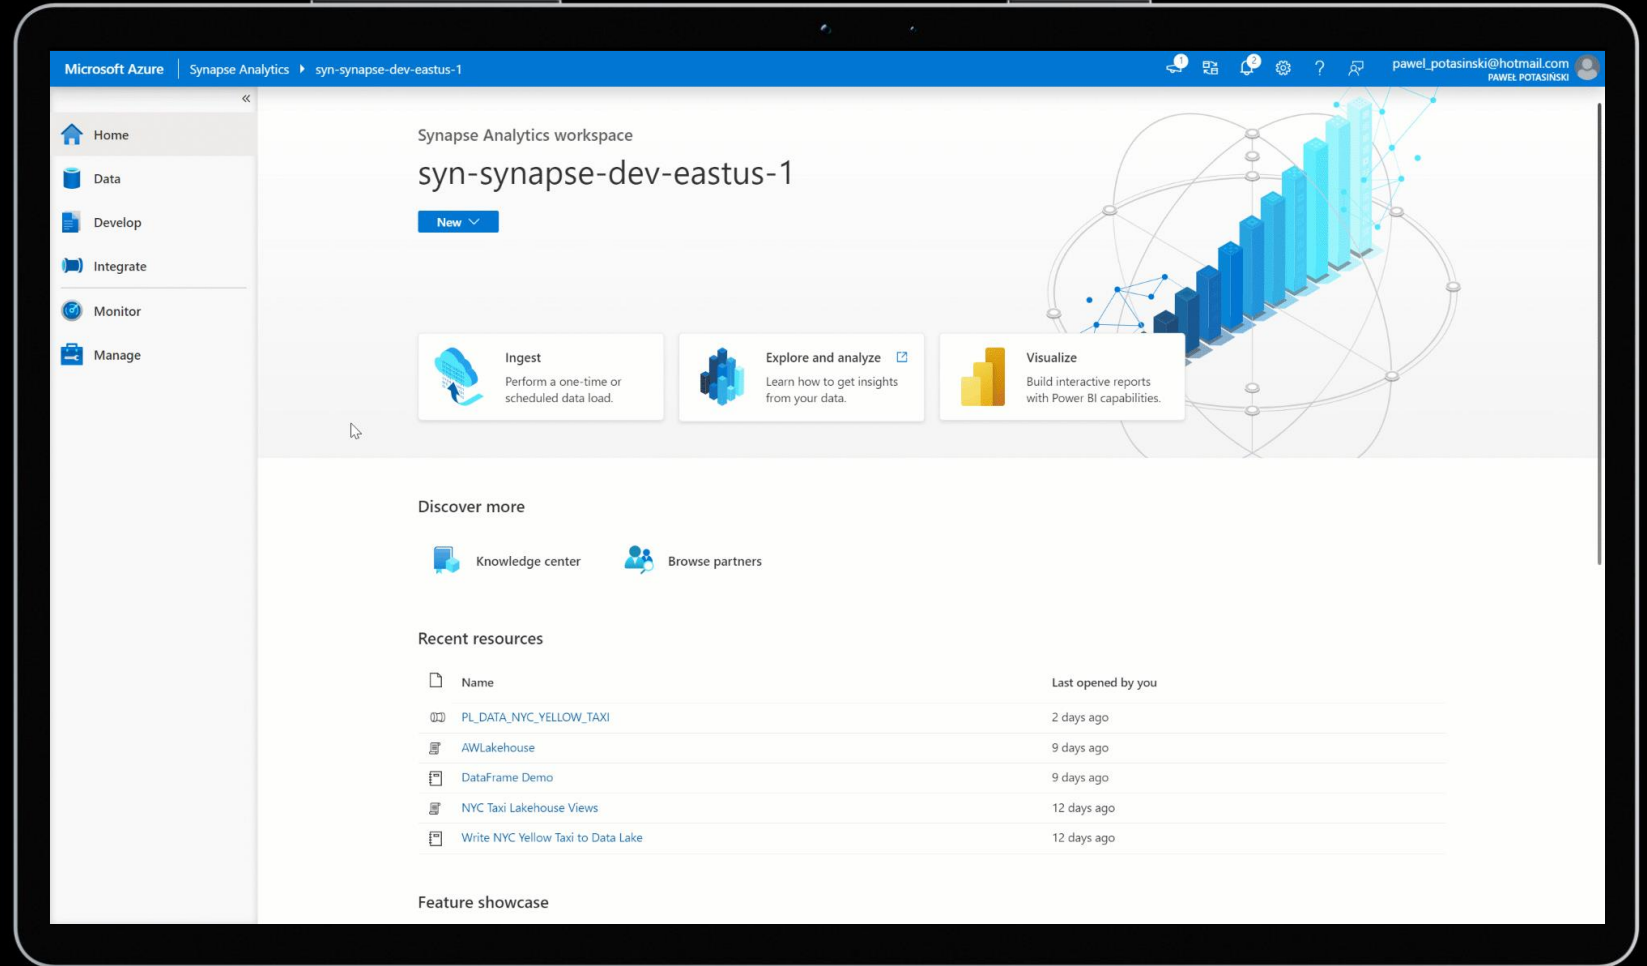 Microsoft Azure
Synapse Analytics
syn-synapse-dev-eastus-1
1
2
pawel_potasinski@hotmail.com
PAWEŁ POTASIŃSKI
«
Home
Data
Develop
Integrate
Monitor
Manage
Synapse Analytics workspace
syn-synapse-dev-eastus-1
New
Ingest
Perform a one-time or
scheduled data load.
Explore and analyze
Learn how to get insights
from your data.
Visualize
Build interactive reports
with Power BI capabilities.
Discover more
Knowledge center
Browse partners
Recent resources
Name
Last opened by you
PL_DATA_NYC_YELLOW_TAXI
2 days ago
AWLakehouse
9 days ago
DataFrame Demo
9 days ago
NYC Taxi Lakehouse Views
12 days ago
Write NYC Yellow Taxi to Data Lake
12 days ago
Feature showcase